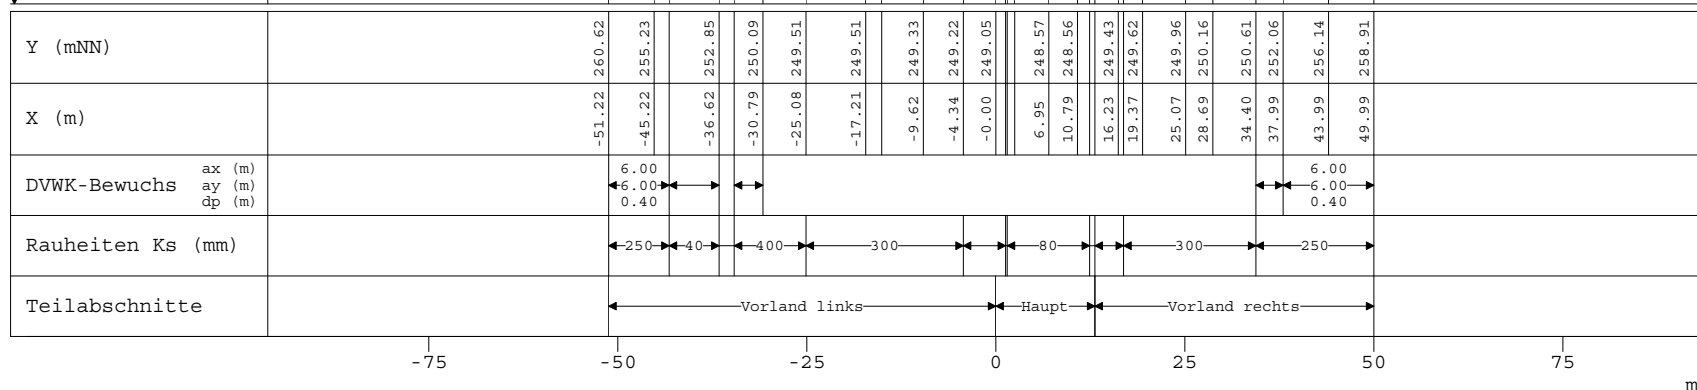 Y (mNN) 260.62 255.23 252.85 250.09 249.51 249.51 249.33 249.22 249.05 248.57 248.56 249.43 249.62 249.96 250.16 250.61 252.06 256.14 258.91
X (m) -51.22 -45.22 -36.62 -30.79 -25.08 -17.21 -9.62 -4.34 -0.00 6.95 10.79 16.23 19.37 25.07 28.69 34.40 37.99 43.99 49.99
ax (m) 6.00 6.00
DVWK-Bewuchs ay (m) 6.00 6.00
dp (m) 0.40 0.40
Rauheiten Ks (mm) 250 40 400 300 80 300 250
Teilabschnitte Vorland links Haupt Vorland rechts
-75 -50 -25 0 25 50 75
m